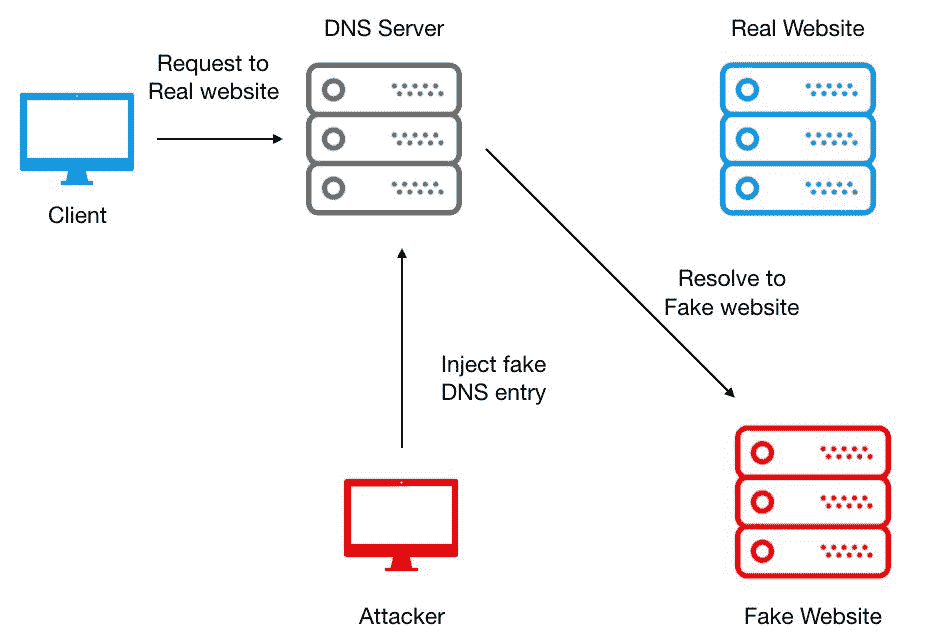 DNS Server
Real Website
Request to
Real website
Client
Resolve to
Fake website
Inject fake
DNS entry
Attacker
Fake Website